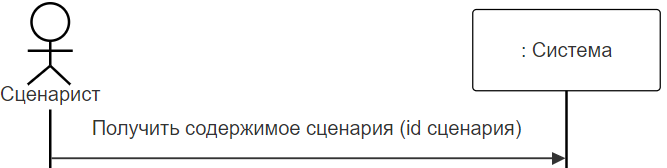 : Система
Сценарист
Получить содержимое сценария (id сценария)